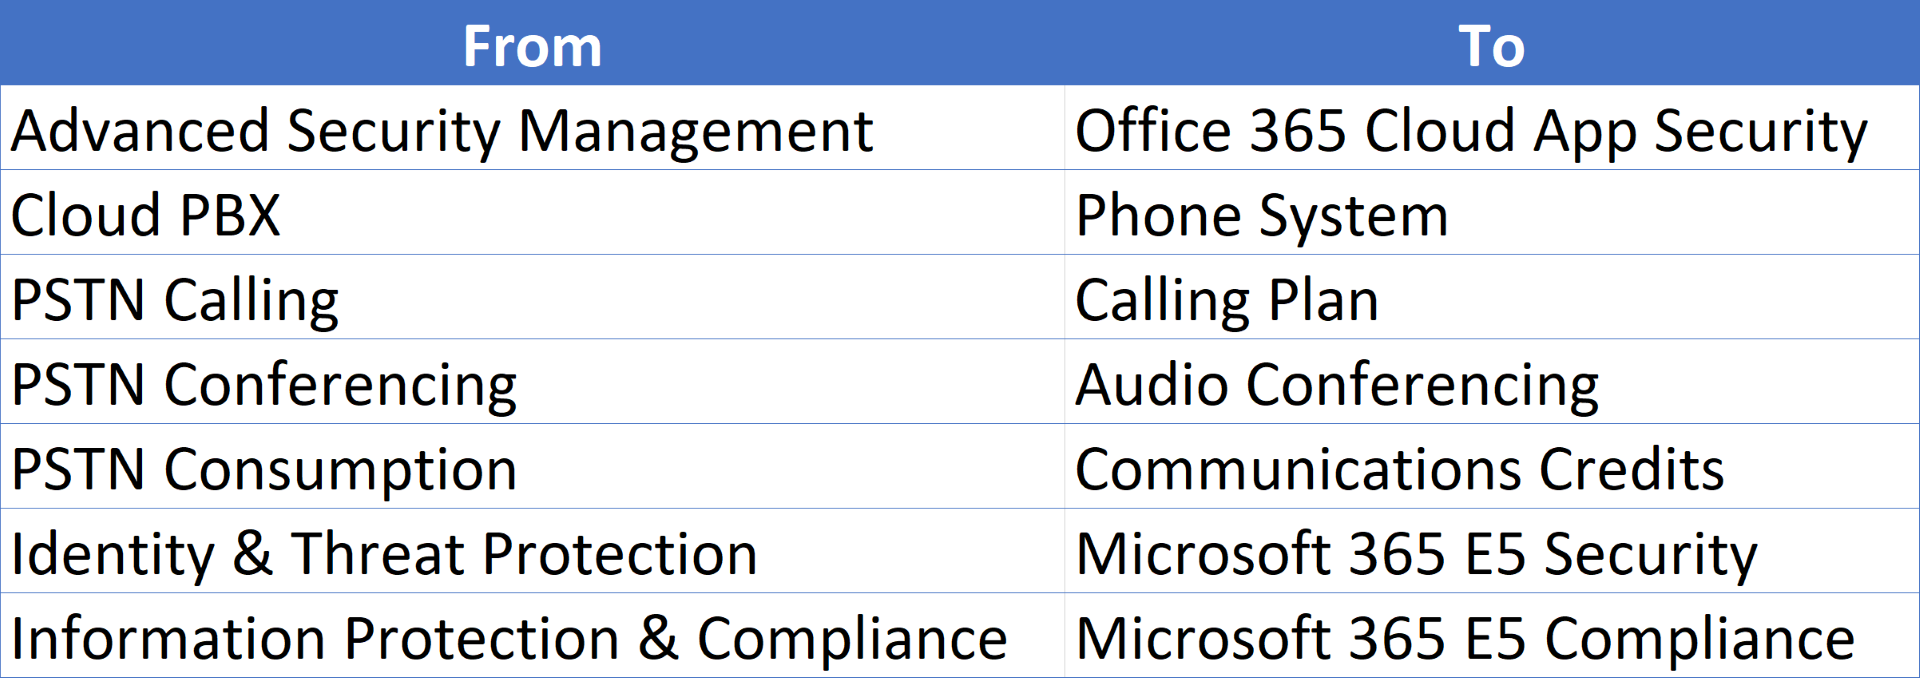 From To
Advanced Security Management Office 365 Cloud App Security
Cloud PBX Phone System
PSTN Calling Calling Plan
PSTN Conferencing Audio Conferencing
PSTN Consumption Communications Credits
Identity & Threat Protection Microsoft 365 E5 Security
Information Protection & Compliance Microsoft 365 E5 Compliance